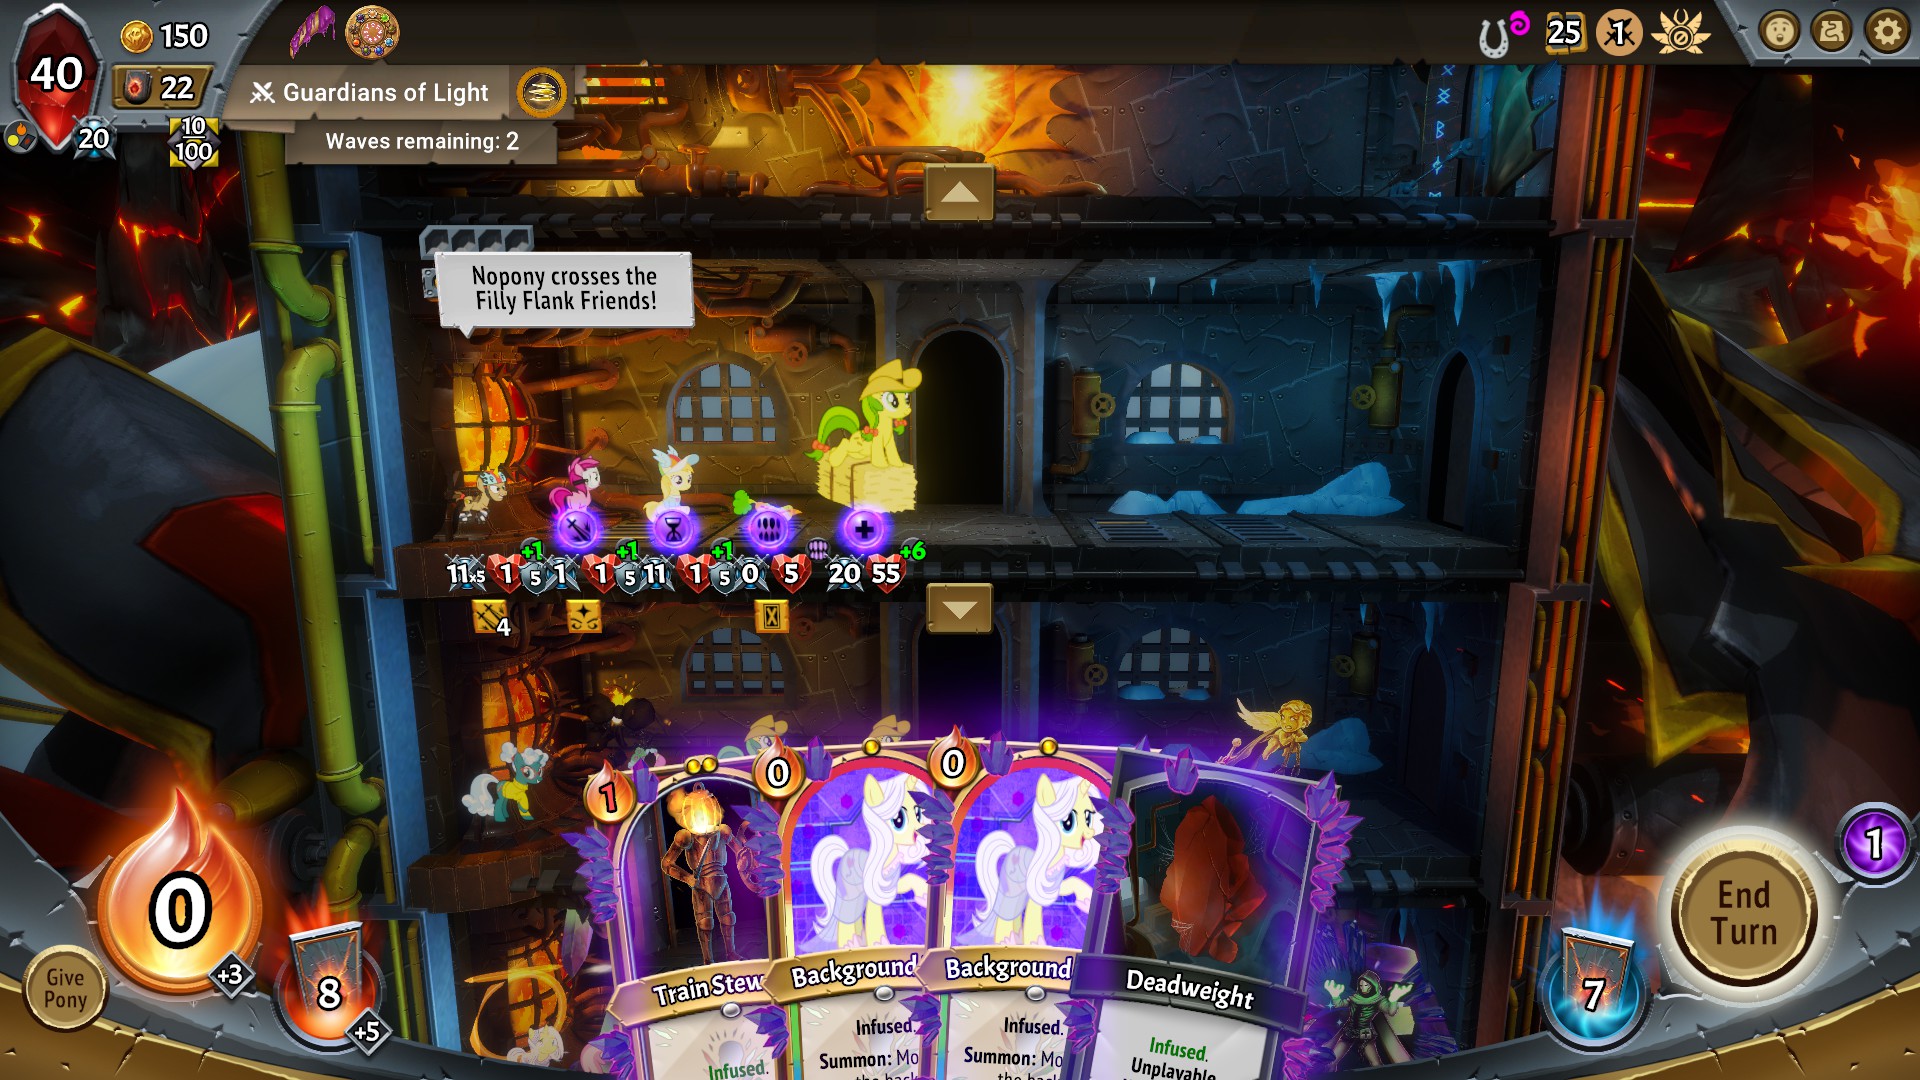 40
150
22
20
10
100
Guardians of Light
Waves remaining: 2
25
1
Nopony crosses the
Filly Flank Friends!
+1
+1
+1
+6
11x5
1
5
1
1
5
11
1
5
0
5
20
55
4
1
0
0
Train Stew
Background
Background
Deadweight
Infused.
Infused.
Summon: Mo
Infused.
Summon: Mo
Infused.
Unplayable
0
+3
8
+5
Give
Pony
End
Turn
1
7